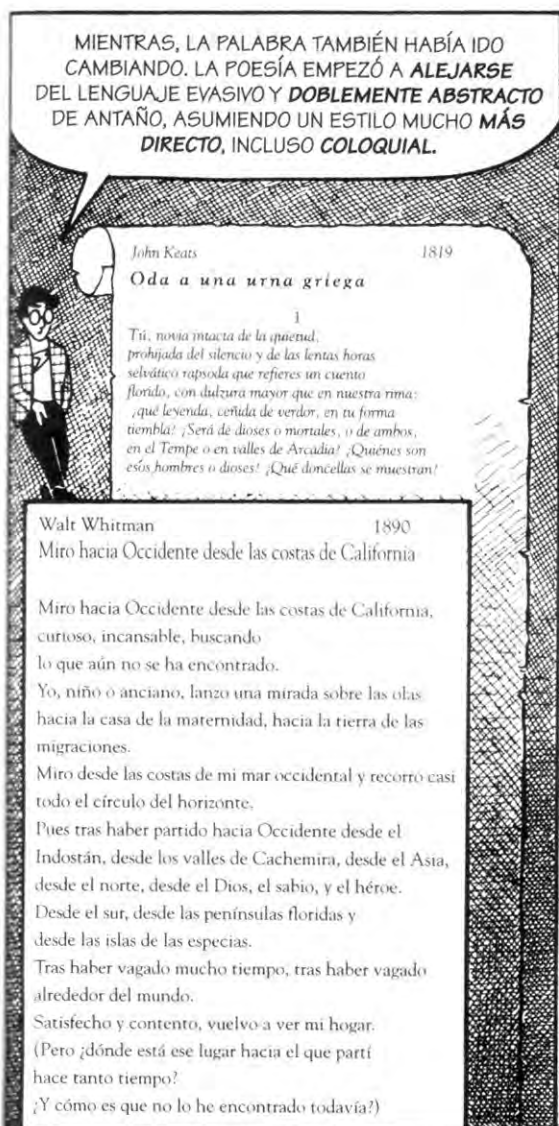 MIENTRAS, LA PALABRA TAMBIÉN HABÍA IDO
CAMBIANDO. LA POESÍA EMPEZÓ A ALEJARSE
DEL LENGUAJE EVASIVO Y DOBLEMENTE ABSTRACTO
DE ANTAÑO, ASUMIENDO UN ESTILO MUCHO MÁS
DIRECTO, INCLUSO COLOQUIAL.
John Keats 1819
Oda a una urna griega
1
Tú, novia intacta de la quietud,
prohijada del silencio y de las lentas horas
selvático rapsoda que refieres un cuento
florido, con dulzura mayor que en nuestra rima:
¿qué leyenda, ceñida de verdor, en tu forma
tiembla? ¿Será de dioses o mortales, o de ambos,
en el Tempe o en valles de Arcadia? ¿Quiénes son
esos hombres o dioses? ¿Qué doncellas se muestran?
Walt Whitman 1890
Miro hacia Occidente desde las costas de California
Miro hacia Occidente desde las costas de California,
curioso, incansable, buscando
lo que aún no se ha encontrado.
Yo, niño o anciano, lanzo una mirada sobre las olas
hacia la casa de la maternidad, hacia la tierra de las
migraciones.
Miro desde las costas de mi mar occidental y recorro casi
todo el círculo del horizonte.
Pues tras haber partido hacia Occidente desde el
Indostán, desde los valles de Cachemira, desde el Asia,
desde el norte, desde el Dios, el sabio, y el héroe.
Desde el sur, desde las penínsulas floridas y
desde las islas de las especias.
Tras haber vagado mucho tiempo, tras haber vagado
alrededor del mundo.
Satisfecho y contento, vuelvo a ver mi hogar.
(Pero ¿dónde está ese lugar hacia el que partí
hace tanto tiempo?
¿Y cómo es que no lo he encontrado todavía?)